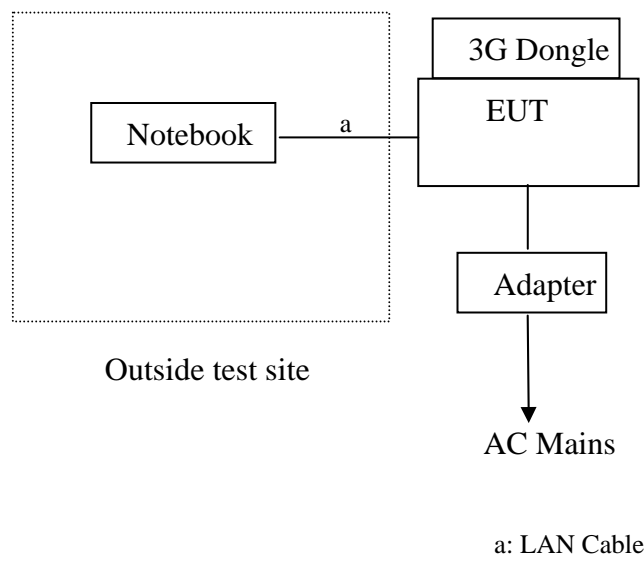 3G Dongle
EUT
Notebook
a
Adapter
Outside test site
AC Mains
a: LAN Cable